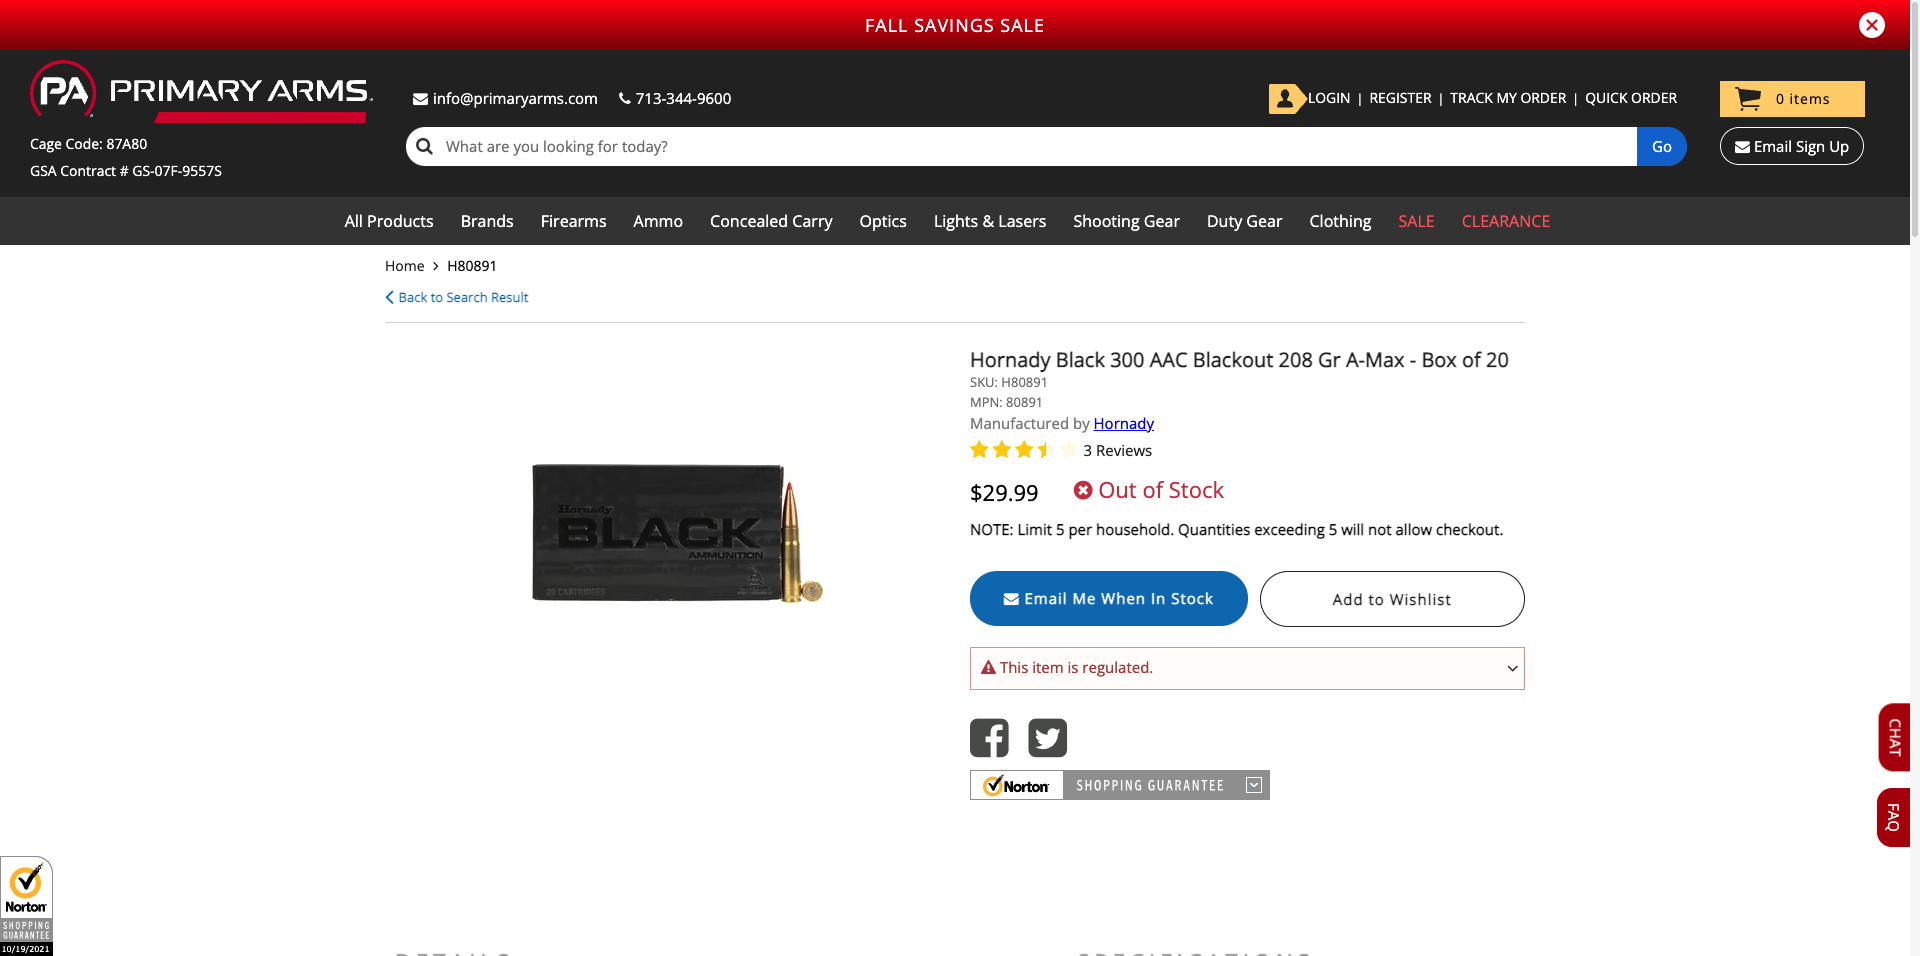 FALL SAVINGS SALE
PA PRIMARY ARMS
info@primaryarms.com 713-344-9600
LOGIN | REGISTER | TRACK MY ORDER | QUICK ORDER
0 items
Cage Code: 87A80
GSA Contract # GS-07F-9557S
What are you looking for today?
Go
Email Sign Up
All Products Brands Firearms Ammo Concealed Carry Optics Lights & Lasers Shooting Gear Duty Gear Clothing SALE CLEARANCE
Home > H80891
Back to Search Result
Hornady Black 300 AAC Blackout 208 Gr A-Max - Box of 20
SKU: H80891
MPN: 80891
Manufactured by Hornady
3 Reviews
$29.99 Out of Stock
NOTE: Limit 5 per household. Quantities exceeding 5 will not allow checkout.
Email Me When In Stock
Add to Wishlist
This item is regulated.
Norton SHOPPING GUARANTEE
Hornady
BLACK
AMMUNITION
20 CARTRIDGES
CHAT
FAQ
Norton
SHOPPING
GUARANTEE
10/19/2021
DETAILS
SPECIFICATIONS